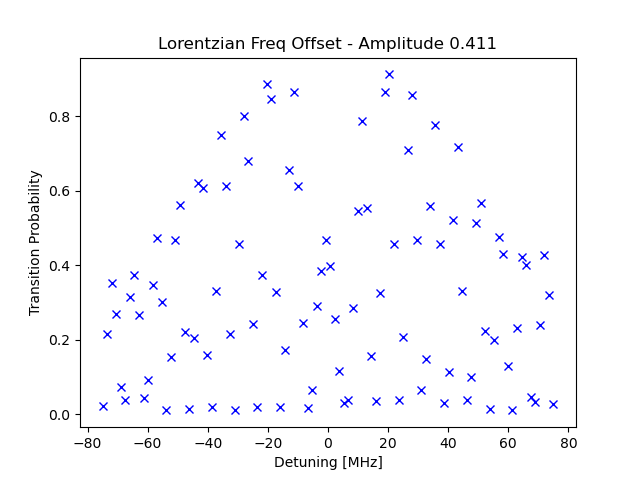 Lorentzian Freq Offset - Amplitude 0.411
Transition Probability
0.8
0.6
0.4
0.2
0.0
−80 −60 −40 −20 0 20 40 60 80
Detuning [MHz]